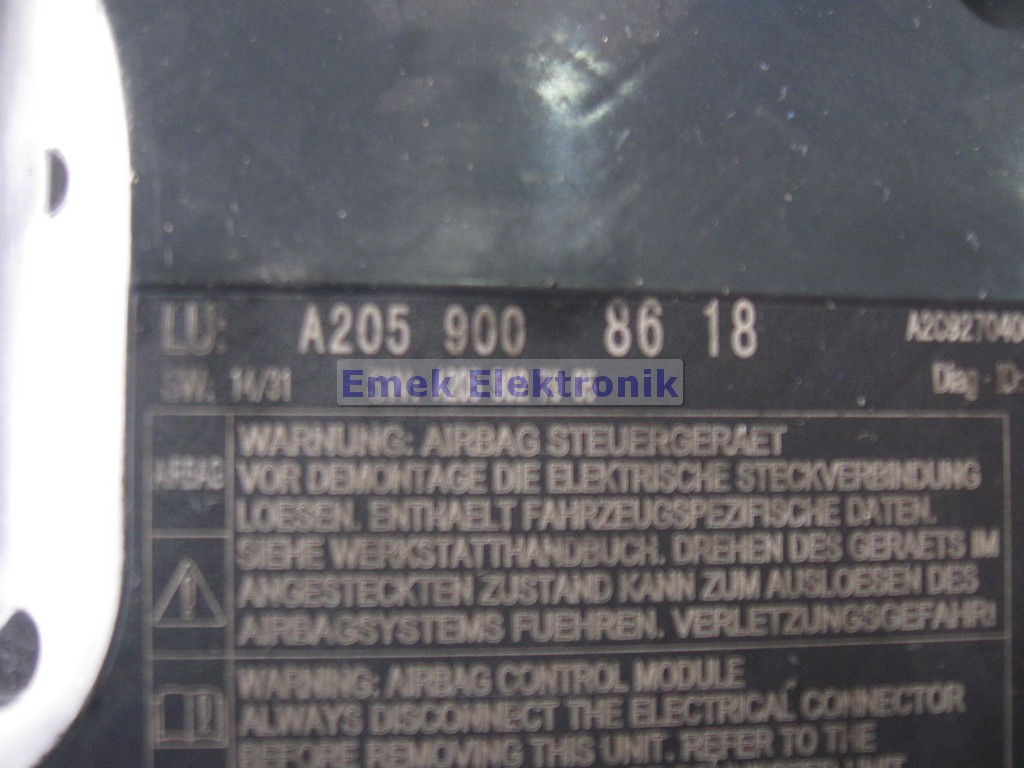 LU: A205 900 86 18 A2C827040
SW: 14/31 Diag - ID
Emek Elektronik
WARNUNG: AIRBAG STEUERGERAET
AIRBAG VOR DEMONTAGE DIE ELEKTRISCHE STECKVERBINDUNG
LOESEN. ENTHAELT FAHRZEUGSPEZIFISCHE DATEN.
SIEHE WERKSTATTHANDBUCH. DREHEN DES GERAETS IM
ANGESTECKTEN ZUSTAND KANN ZUM AUSLOESEN DES
AIRBAGSYSTEMS FUEHREN. VERLETZUNGSGEFAHR!
WARNING: AIRBAG CONTROL MODULE
ALWAYS DISCONNECT THE ELECTRICAL CONNECTOR
BEFORE REMOVING THIS UNIT. REFER TO THE